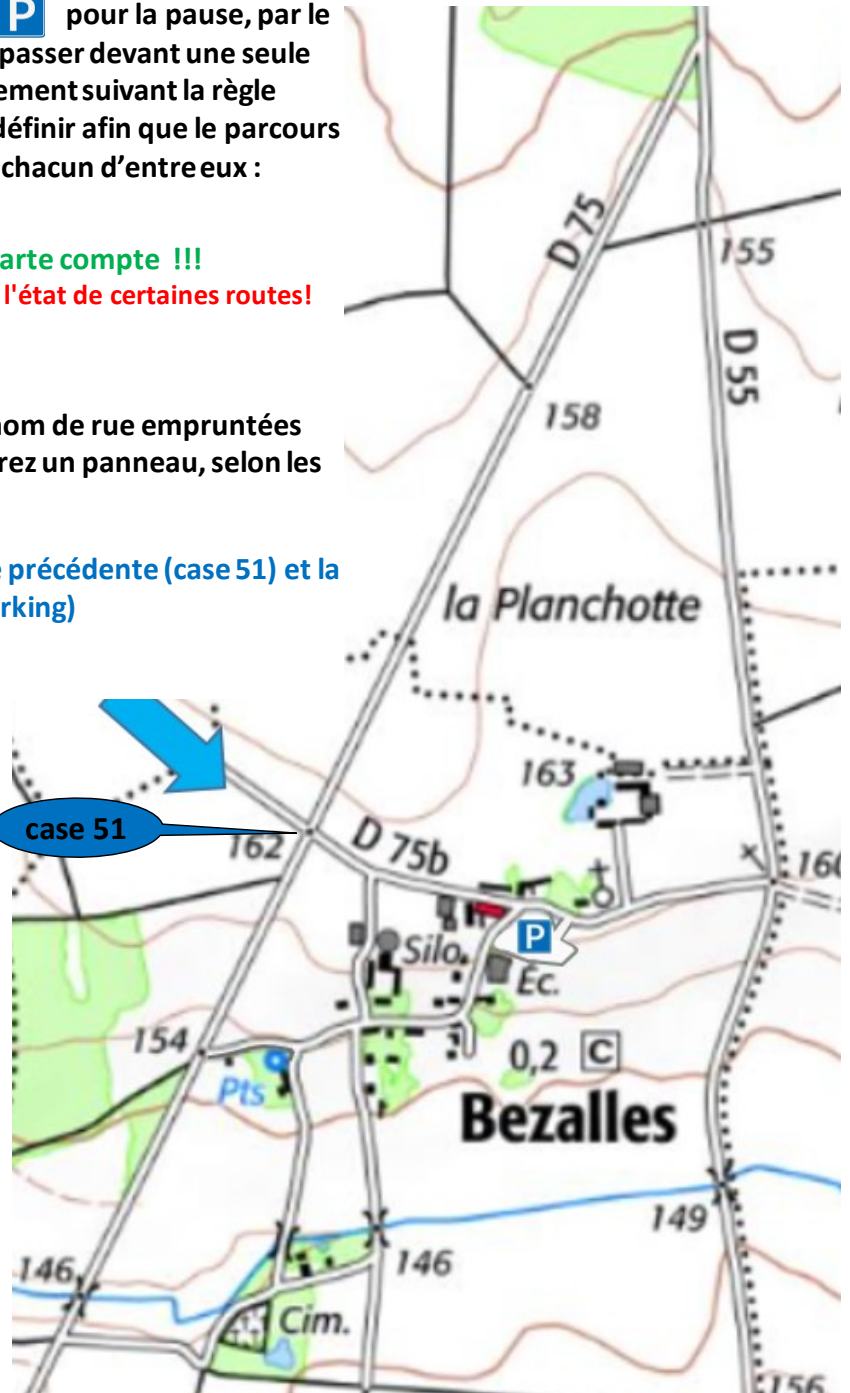 P pour la pause, par le
passer devant une seule
ement suivant la règle
définir afin que le parcours
chacun d'entre eux :
arte compte !!!
l'état de certaines routes!
nom de rue empruntées
rez un panneau, selon les
e précédente (case 51) et la
rking)
D 75
155
D 55
158
la Planchotte
163
case 51
162
D 75b
160
P
Silo
Éc.
154
Pts
0,2 C
Bezalles
149
146
146
Cim.
156